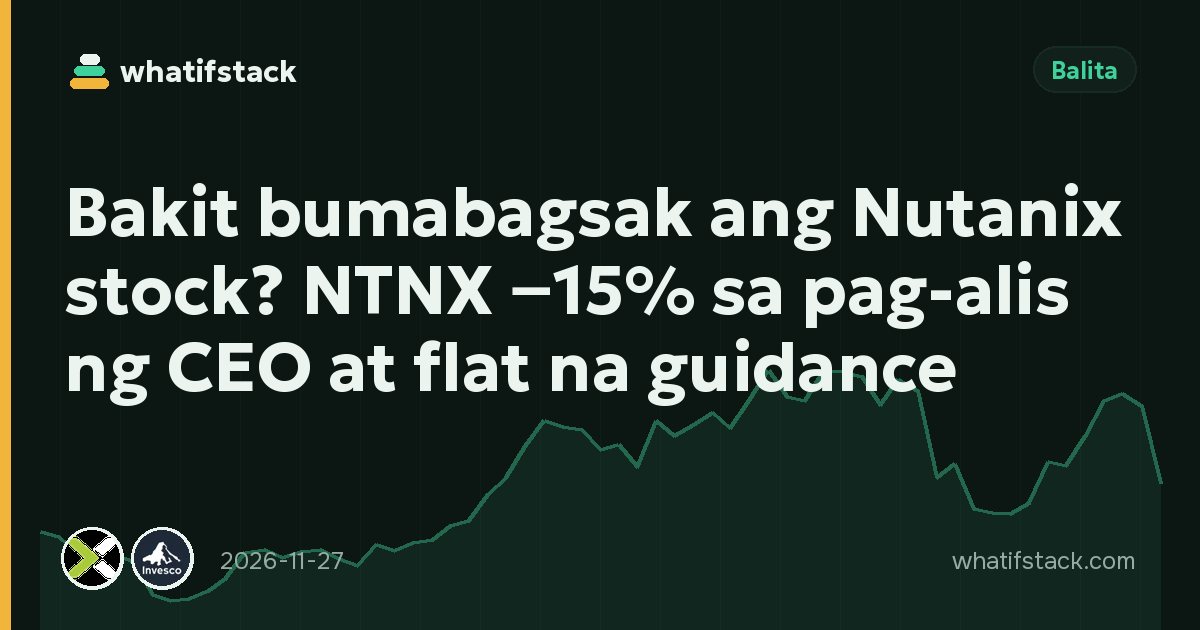 whatifstack
Balita
Bakit bumabagsak ang Nutanix
stock? NTNX −15% sa pag-alis
ng CEO at flat na guidance
Invesco
2026-11-27
whatifstack.com